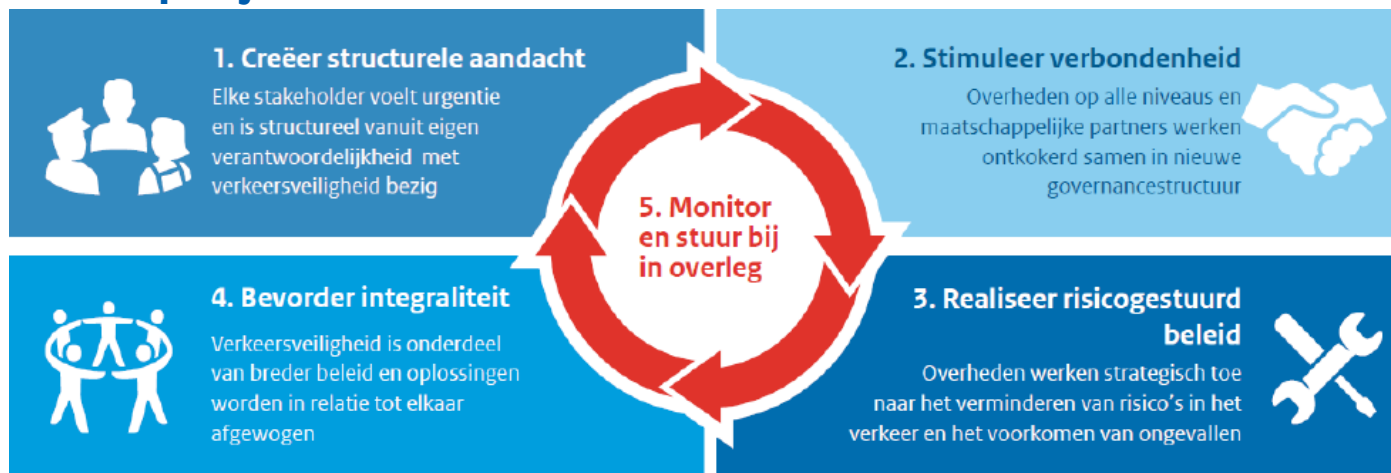 1. Creëer structurele aandacht
Elke stakeholder voelt urgentie
en is structureel vanuit eigen
verantwoordelijkheid met
verkeersveiligheid bezig
2. Stimuleer verbondenheid
Overheden op alle niveaus en
maatschappelijke partners werken
ontkokerd samen in nieuwe
governancestructuur
5. Monitor
en stuur bij
in overleg
4. Bevorder integraliteit
Verkeersveiligheid is onderdeel
van breder beleid en oplossingen
worden in relatie tot elkaar
afgewogen
3. Realiseer risicogestuurd
beleid
Overheden werken strategisch toe
naar het verminderen van risico's in het
verkeer en het voorkomen van ongevallen